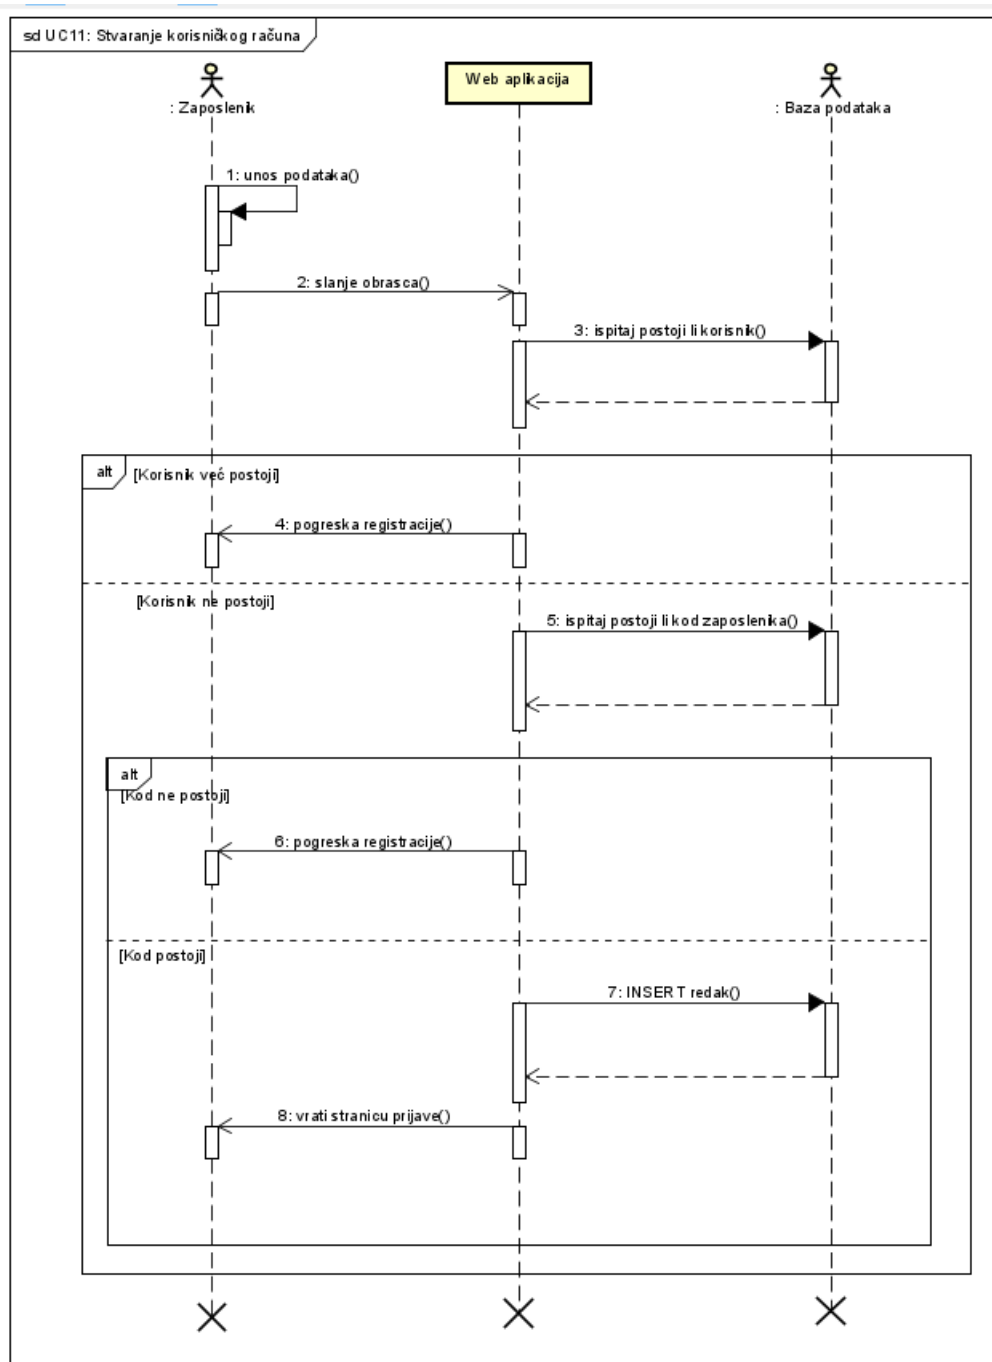 sd UC11: Stvaranje korisničkog računa
: Zaposlenik
Web aplikacija
: Baza podataka
1: unos podataka()
2: slanje obrasca()
3: ispitaj postoji li korisnik()
alt
[Korisnik već postoji]
4: pogreska registracije()
[Korisnik ne postoji]
5: ispitaj postoji li kod zaposlenika()
alt
[Kod ne postoji]
6: pogreska registracije()
[Kod postoji]
7: INSERT redak()
8: vrati stranicu prijave()